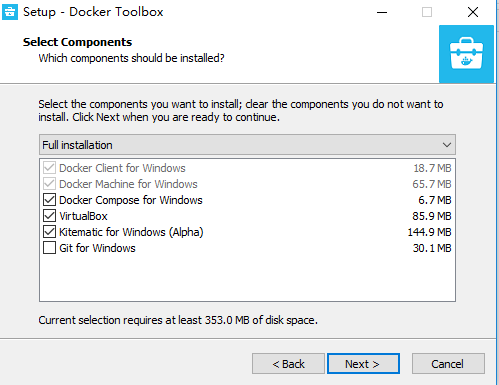 Setup - Docker Toolbox
Select Components
Which components should be installed?
Select the components you want to install; clear the components you do not want to
install. Click Next when you are ready to continue.
Full installation
Docker Client for Windows 18.7 MB
Docker Machine for Windows 65.7 MB
Docker Compose for Windows 6.7 MB
VirtualBox 85.9 MB
Kitematic for Windows (Alpha) 144.9 MB
Git for Windows 30.1 MB
Current selection requires at least 353.0 MB of disk space.
< Back Next > Cancel